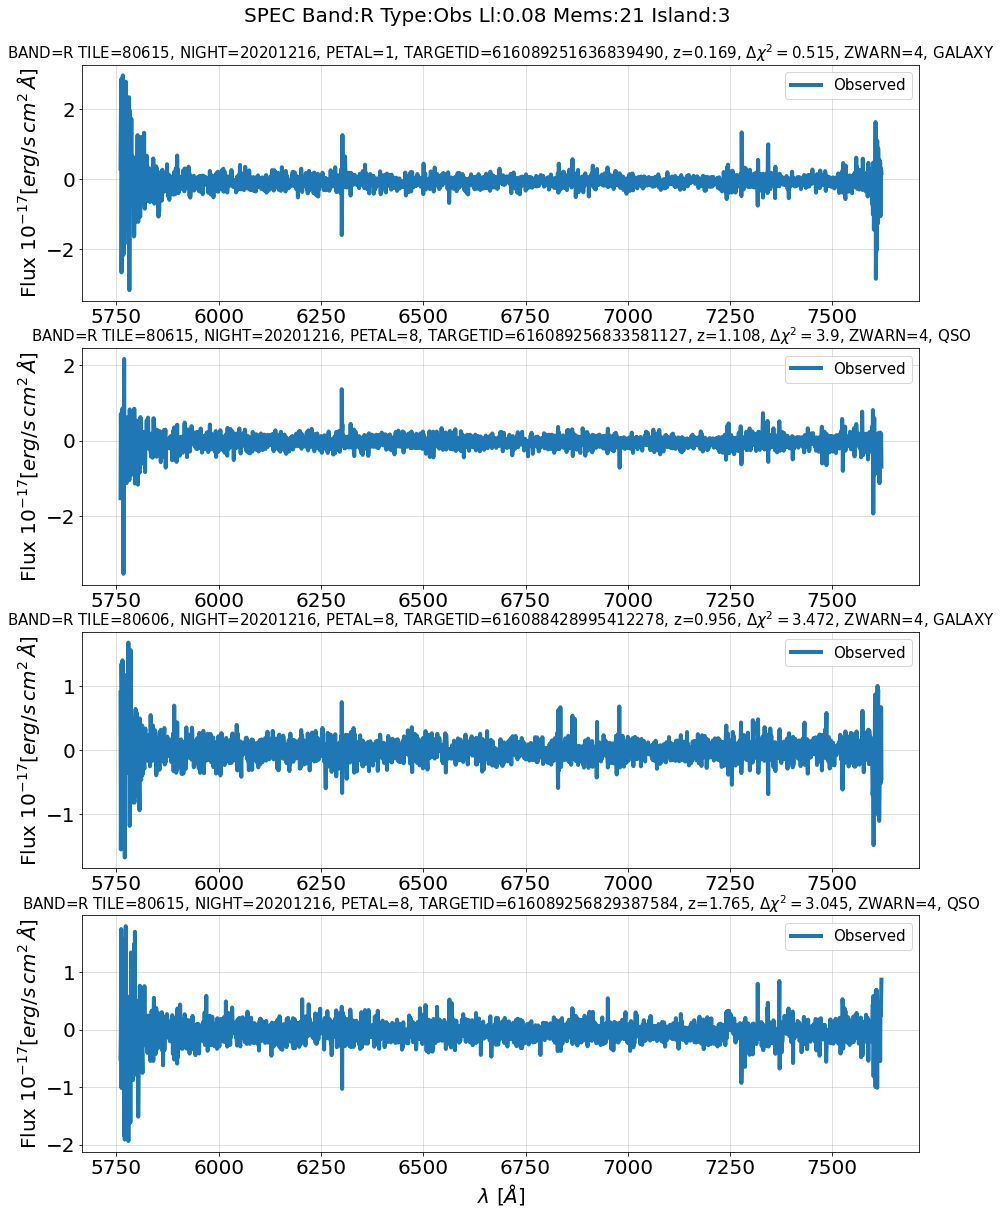 SPEC Band:R Type:Obs Ll:0.08 Mems:21 Island:3
BAND=R TILE=80615, NIGHT=20201216, PETAL=1, TARGETID=616089251636839490, z=0.169, Δχ² = 0.515, ZWARN=4, GALAXY
Observed
Flux 10⁻¹⁷[erg/s cm² Å]
2
0
−2
5750 6000 6250 6500 6750 7000 7250 7500
BAND=R TILE=80615, NIGHT=20201216, PETAL=8, TARGETID=616089256833581127, z=1.108, Δχ² = 3.9, ZWARN=4, QSO
Observed
Flux 10⁻¹⁷[erg/s cm² Å]
2
0
−2
5750 6000 6250 6500 6750 7000 7250 7500
BAND=R TILE=80606, NIGHT=20201216, PETAL=8, TARGETID=616088428995412278, z=0.956, Δχ² = 3.472, ZWARN=4, GALAXY
Observed
Flux 10⁻¹⁷[erg/s cm² Å]
1
0
−1
5750 6000 6250 6500 6750 7000 7250 7500
BAND=R TILE=80615, NIGHT=20201216, PETAL=8, TARGETID=616089256829387584, z=1.765, Δχ² = 3.045, ZWARN=4, QSO
Observed
Flux 10⁻¹⁷[erg/s cm² Å]
1
0
−1
−2
5750 6000 6250 6500 6750 7000 7250 7500
λ [Å]